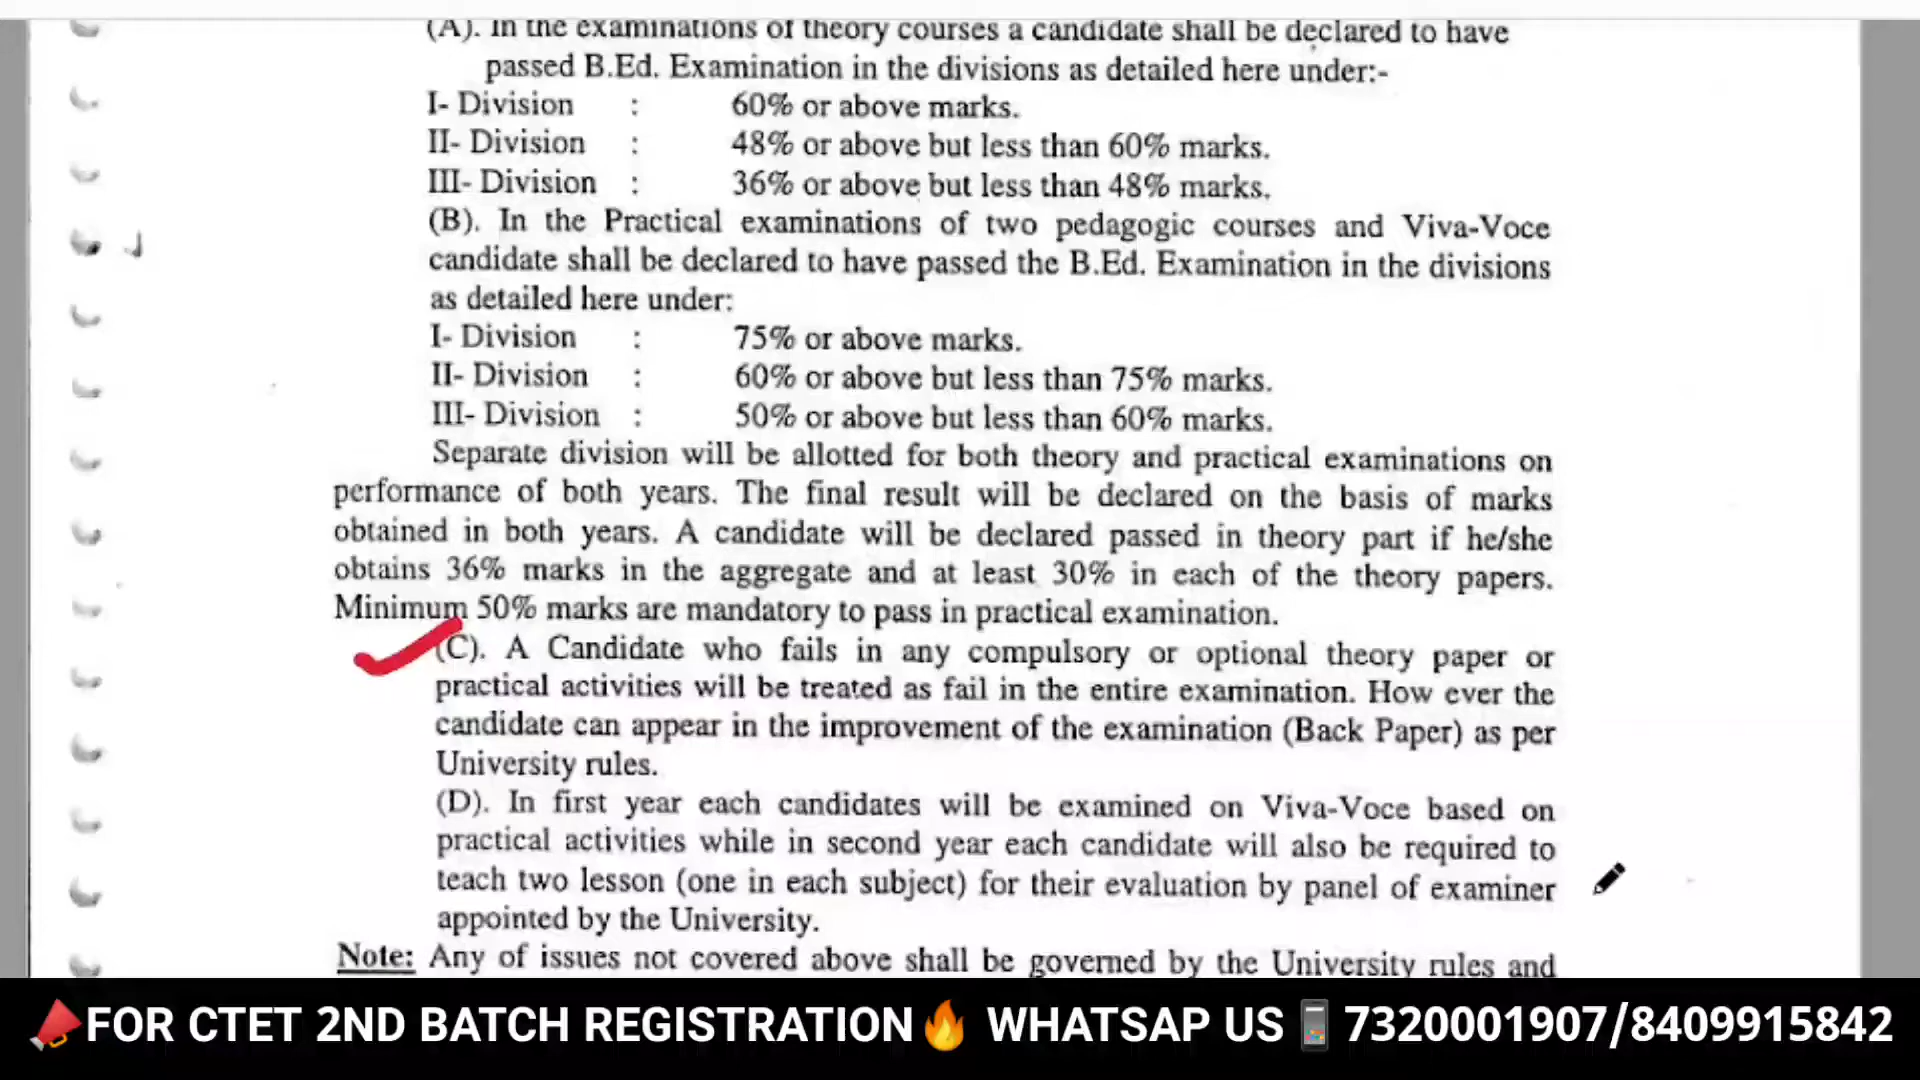 (A). In the examinations of theory courses a candidate shall be declared to have
passed B.Ed. Examination in the divisions as detailed here under:-
I- Division : 60% or above marks.
II- Division : 48% or above but less than 60% marks.
III- Division : 36% or above but less than 48% marks.
(B). In the Practical examinations of two pedagogic courses and Viva-Voce
candidate shall be declared to have passed the B.Ed. Examination in the divisions
as detailed here under:
I- Division : 75% or above marks.
II- Division : 60% or above but less than 75% marks.
III- Division : 50% or above but less than 60% marks.
Separate division will be allotted for both theory and practical examinations on
performance of both years. The final result will be declared on the basis of marks
obtained in both years. A candidate will be declared passed in theory part if he/she
obtains 36% marks in the aggregate and at least 30% in each of the theory papers.
Minimum 50% marks are mandatory to pass in practical examination.
(C). A Candidate who fails in any compulsory or optional theory paper or
practical activities will be treated as fail in the entire examination. How ever the
candidate can appear in the improvement of the examination (Back Paper) as per
University rules.
(D). In first year each candidates will be examined on Viva-Voce based on
practical activities while in second year each candidate will also be required to
teach two lesson (one in each subject) for their evaluation by panel of examiner
appointed by the University.
Note: Any of issues not covered above shall be governed by the University rules and
FOR CTET 2ND BATCH REGISTRATION WHATSAP US 7320001907/8409915842